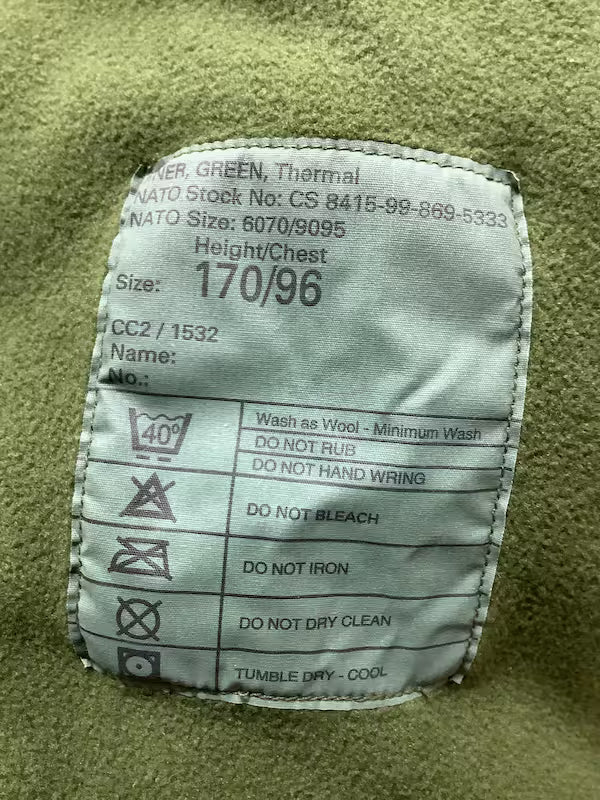 NER, GREEN, Thermal
NATO Stock No: CS 8415-99-869-5333
NATO Size: 6070/9095
Height/Chest
Size: 170/96
CC2 / 1532
Name:
No.:
40°
Wash as Wool - Minimum Wash
DO NOT RUB
DO NOT HAND WRING
DO NOT BLEACH
DO NOT IRON
DO NOT DRY CLEAN
TUMBLE DRY - COOL